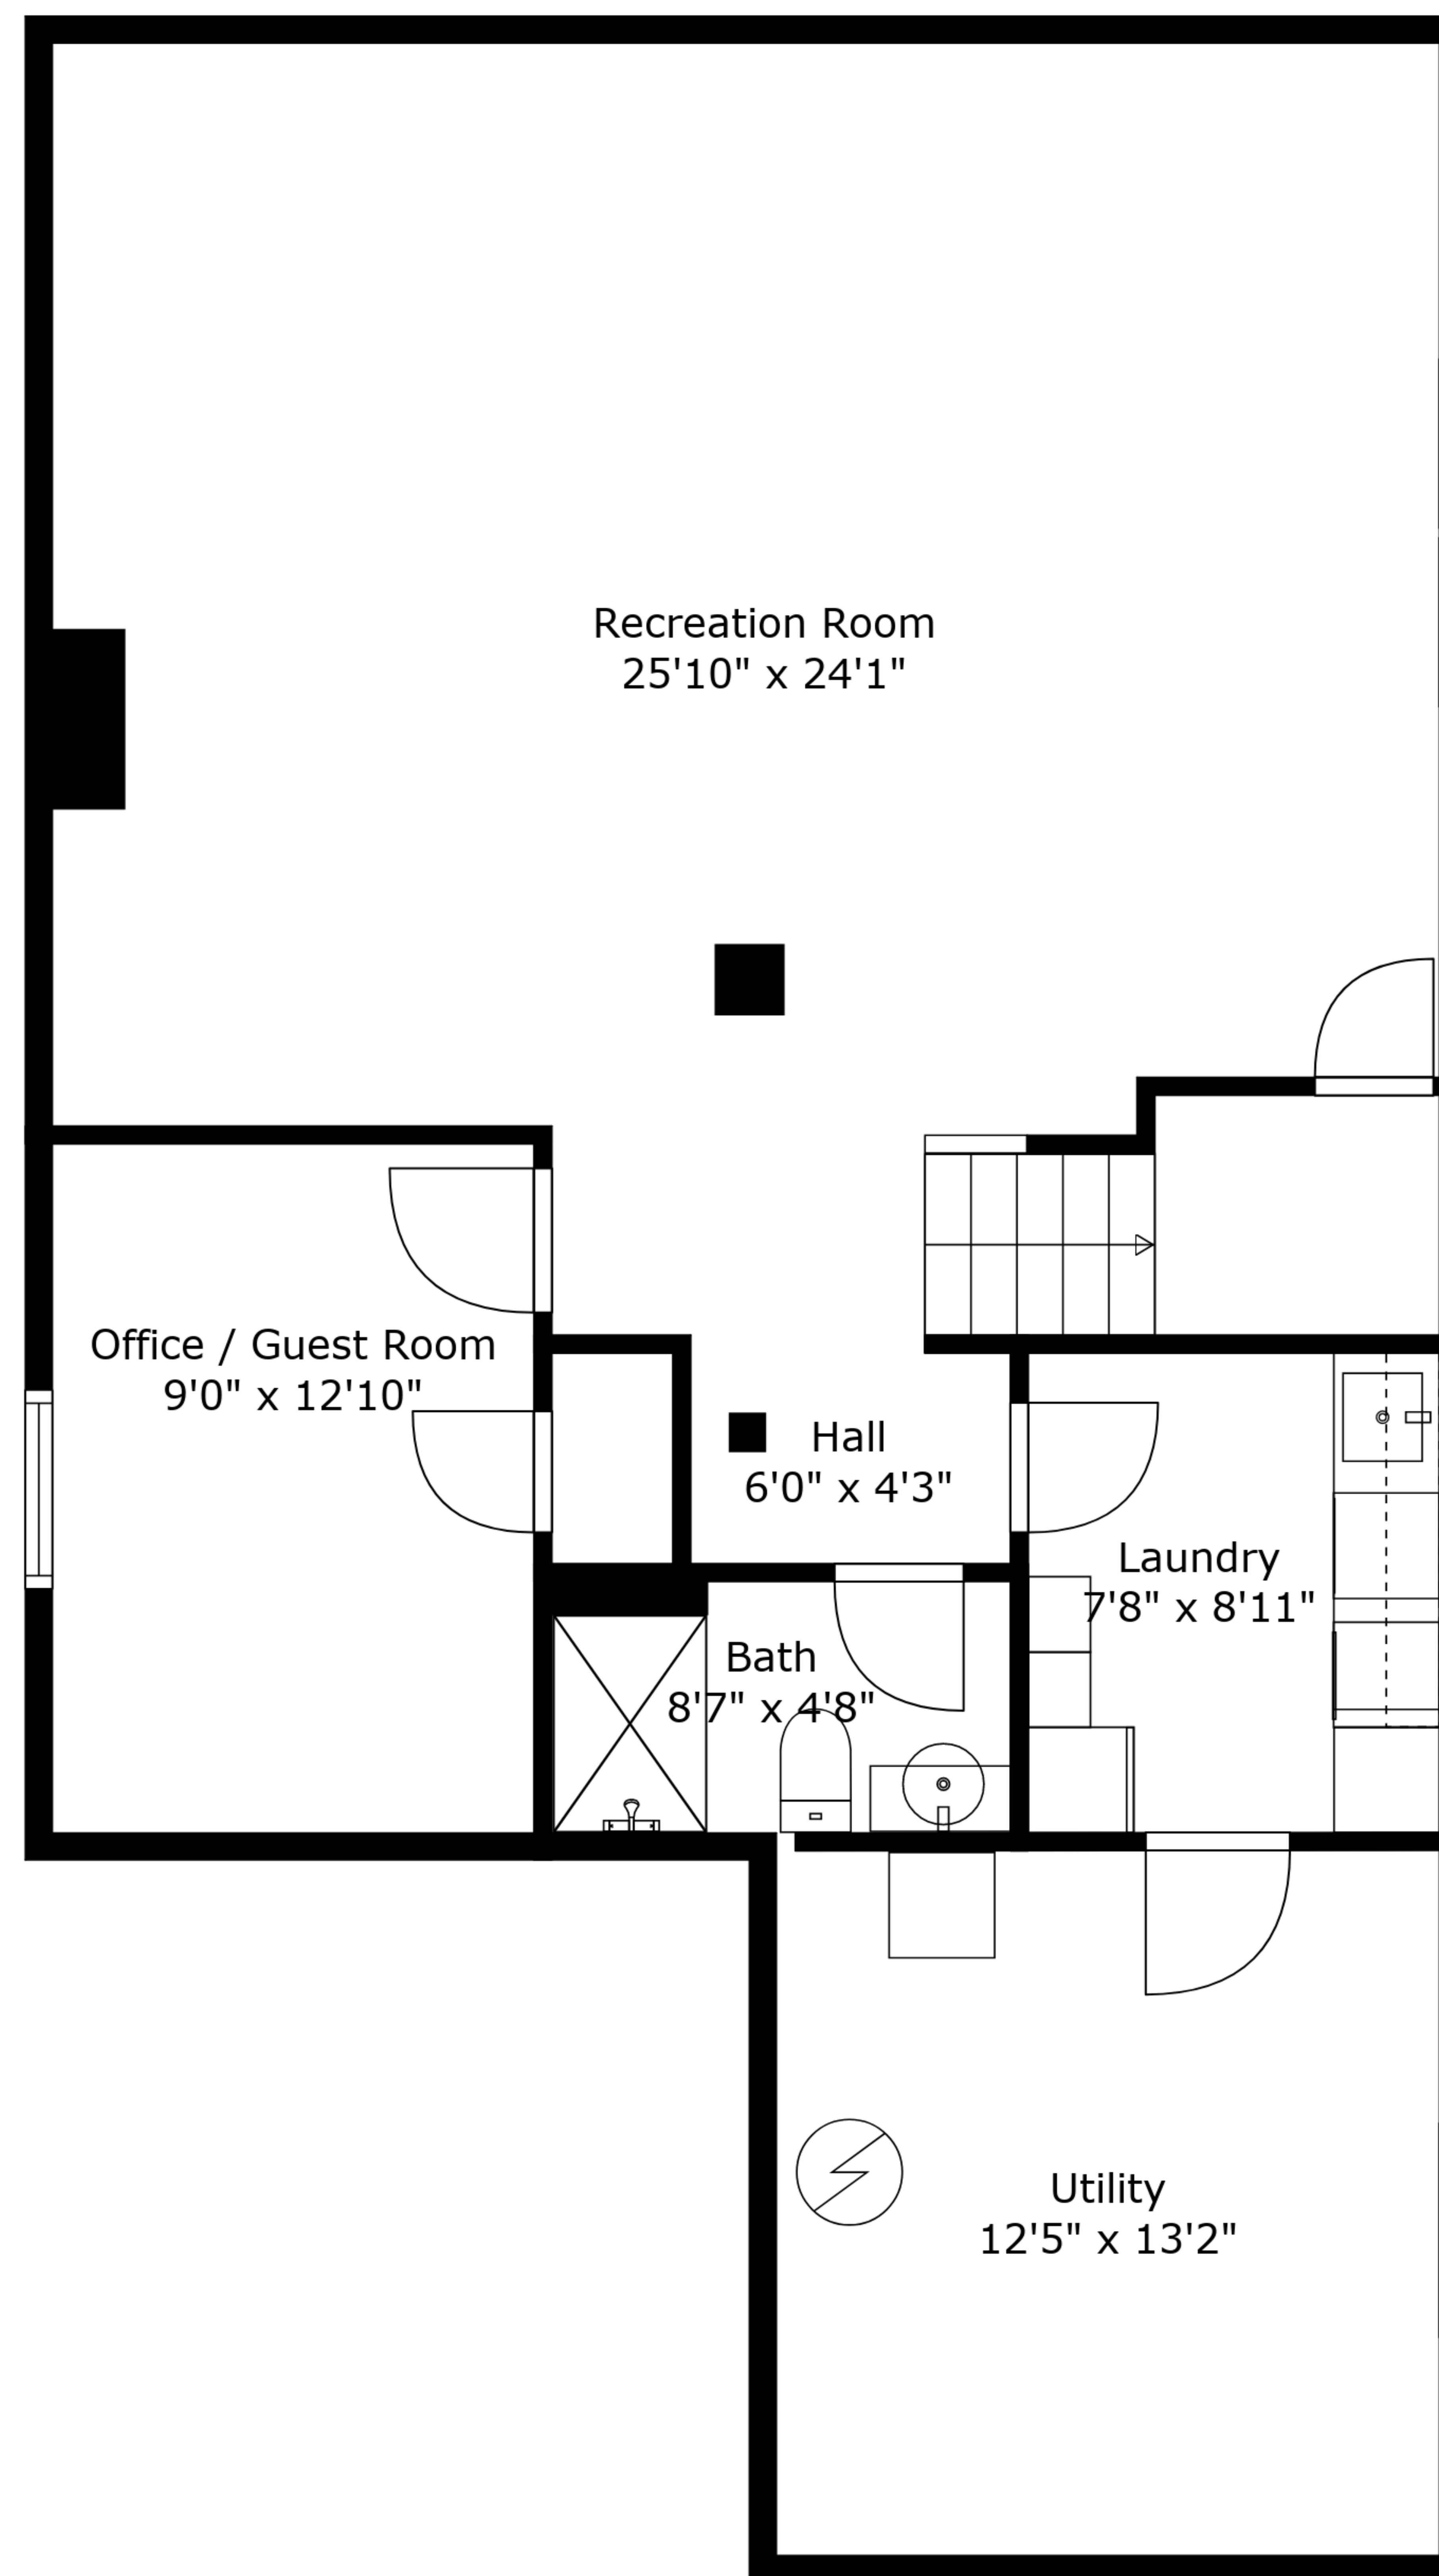 Recreation Room
25'10" x 24'1"
Office / Guest Room
9'0" x 12'10"
Hall
6'0" x 4'3"
Laundry
7'8" x 8'11"
Bath
8'7" x 4'8"
Utility
12'5" x 13'2"